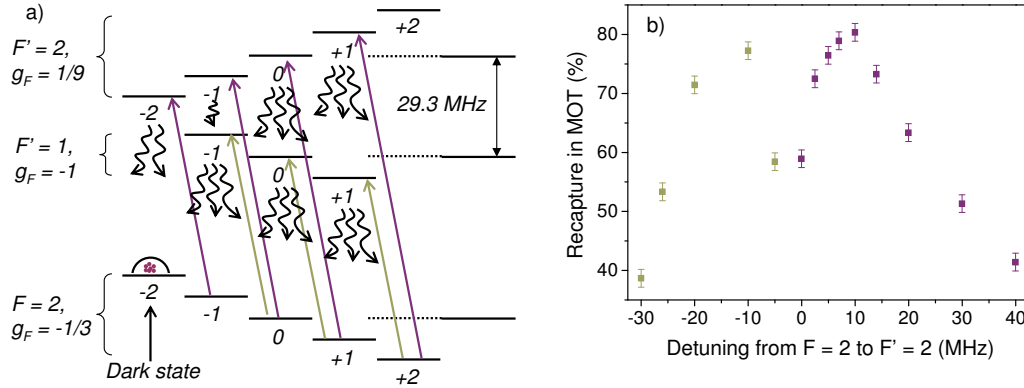 a)
F' = 2,
g_F = 1/9
F' = 1,
g_F = -1
F = 2,
g_F = -1/3
-2
-1
0
+1
+2
-1
0
+1
-2
-1
0
+1
+2
29.3 MHz
Dark state
b)
Recapture in MOT (%)
80
70
60
50
40
-30 -20 -10 0 10 20 30 40
Detuning from F = 2 to F' = 2 (MHz)